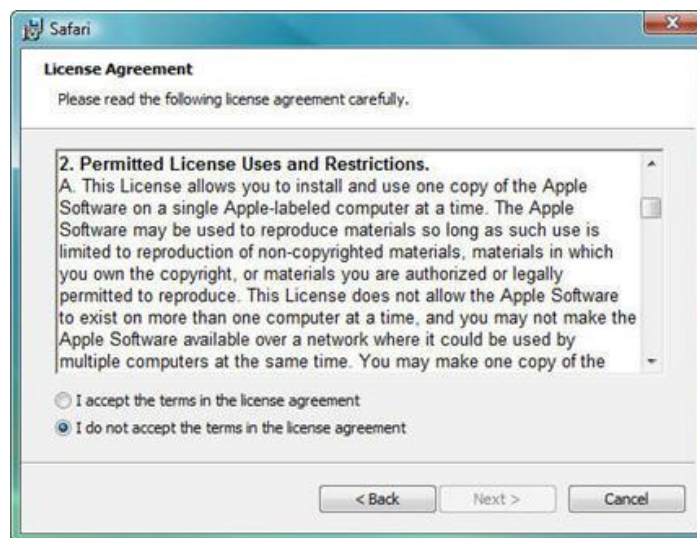 Safari
License Agreement
Please read the following license agreement carefully.
2. Permitted License Uses and Restrictions.
A. This License allows you to install and use one copy of the Apple
Software on a single Apple-labeled computer at a time. The Apple
Software may be used to reproduce materials so long as such use is
limited to reproduction of non-copyrighted materials, materials in which
you own the copyright, or materials you are authorized or legally
permitted to reproduce. This License does not allow the Apple Software
to exist on more than one computer at a time, and you may not make the
Apple Software available over a network where it could be used by
multiple computers at the same time. You may make one copy of the
I accept the terms in the license agreement
I do not accept the terms in the license agreement
< Back Next > Cancel